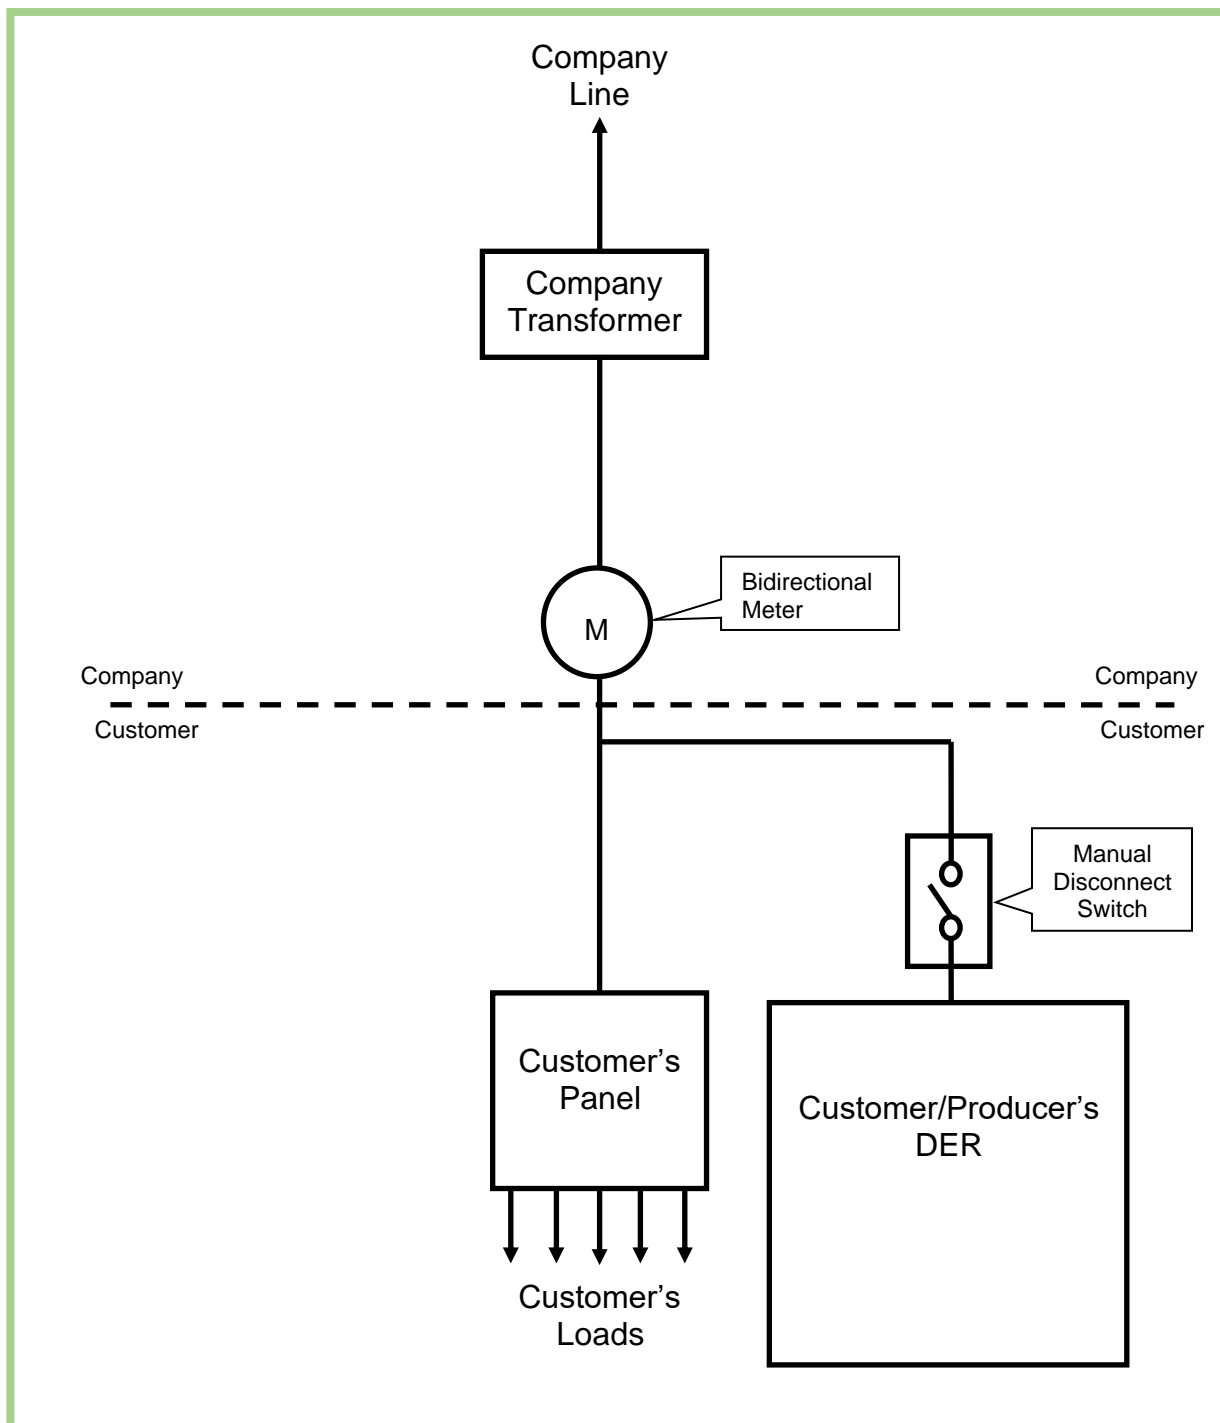 Company
Line
Company
Transformer
Bidirectional
Meter
M
Company
Company
Customer
Customer
Manual
Disconnect
Switch
Customer’s
Panel
Customer/Producer’s
DER
Customer’s
Loads